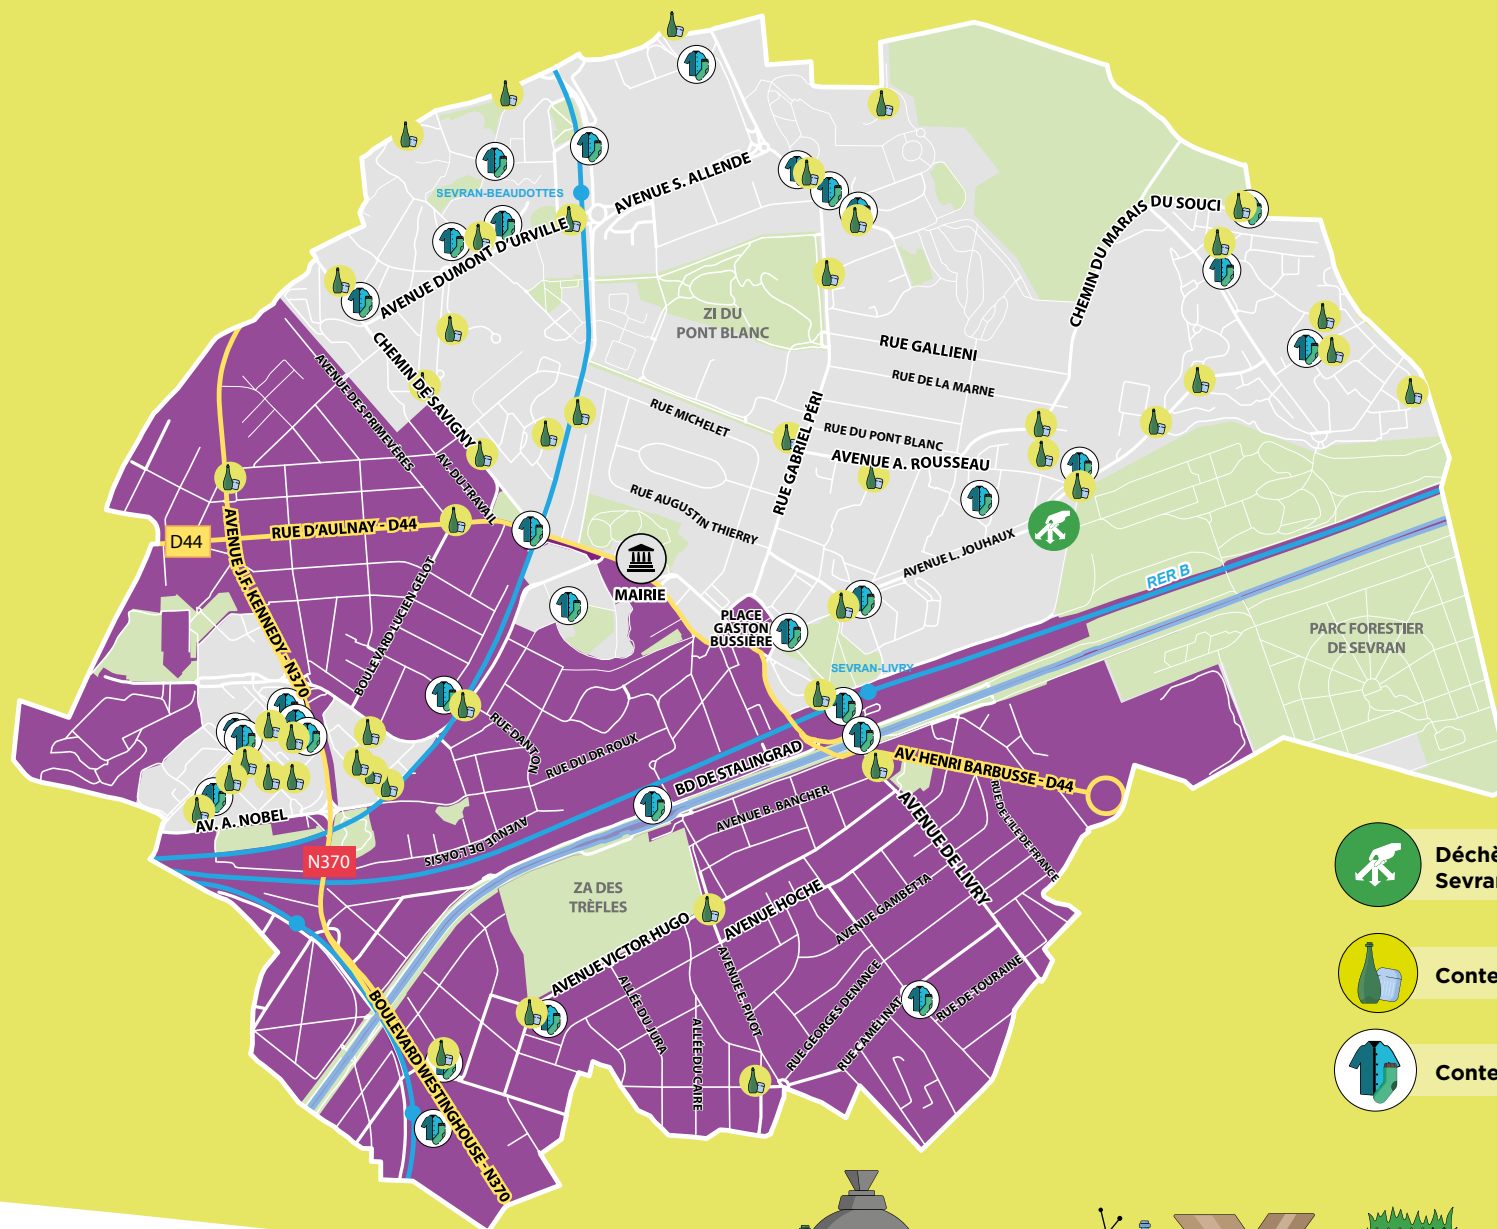 SEVRAN-BEAUDOTTES
AVENUE S. ALLENDE
AVENUE DUMONT D'URVILLE
CHEMIN DU MARAIS DU SOUCI
ZI DU
PONT BLANC
CHEMIN DE SAVIGNY
AVENUE DES PRIMEVÈRES
AV. DU TRAVAIL
RUE GALLIENI
RUE DE LA MARNE
RUE MICHELET
RUE GABRIEL PÉRI
RUE DU PONT BLANC
AVENUE A. ROUSSEAU
RUE AUGUSTIN THIERRY
AVENUE L. JOUHAUX
D44
RUE D'AULNAY - D44
AVENUE J.F. KENNEDY - N370
BOULEVARD LUCIEN GELOT
MAIRIE
PLACE
GASTON
BUSSIÈRE
RER B
PARC FORESTIER
DE SEVRAN
SEVRAN-LIVRY
RUE DANTON
RUE DU DR ROUX
BD DE STALINGRAD
AV. HENRI BARBUSSE - D44
AV. A. NOBEL
AVENUE DE L'OASIS
AVENUE B. BANCHER
AVENUE DE LIVRY
RUE DE L'ILE DE FRANCE
N370
ZA DES
TRÈFLES
AVENUE VICTOR HUGO
AVENUE HOCHE
AVENUE GAMBETTA
BOULEVARD WESTINGHOUSE - N370
ALLÉE DU JURA
ALLÉE DU CAIRE
AVENUE E. PIVOT
RUE GEORGES DENANCE
RUE CAMÉLINAT
RUE DE TOURAINE
Déchè
Sevran
Conte
Conte